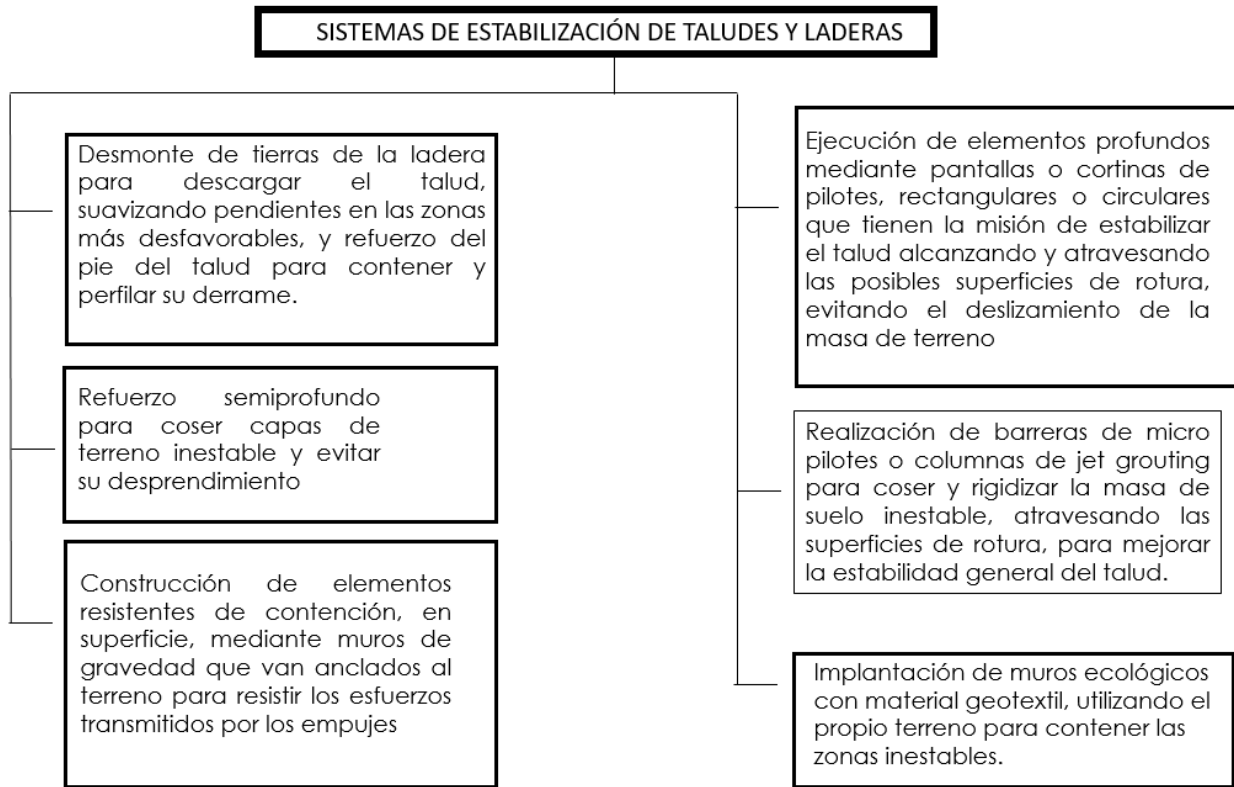 SISTEMAS DE ESTABILIZACIÓN DE TALUDES Y LADERAS
Desmonte de tierras de la ladera
para descargar el talud,
suavizando pendientes en las zonas
más desfavorables, y refuerzo del
pie del talud para contener y
perfilar su derrame.
Refuerzo semiprofundo
para coser capas de
terreno inestable y evitar
su desprendimiento
Construcción de elementos
resistentes de contención, en
superficie, mediante muros de
gravedad que van anclados al
terreno para resistir los esfuerzos
transmitidos por los empujes
Ejecución de elementos profundos
mediante pantallas o cortinas de
pilotes, rectangulares o circulares
que tienen la misión de estabilizar
el talud alcanzando y atravesando
las posibles superficies de rotura,
evitando el deslizamiento de la
masa de terreno
Realización de barreras de micro
pilotes o columnas de jet grouting
para coser y rigidizar la masa de
suelo inestable, atravesando las
superficies de rotura, para mejorar
la estabilidad general del talud.
Implantación de muros ecológicos
con material geotextil, utilizando el
propio terreno para contener las
zonas inestables.